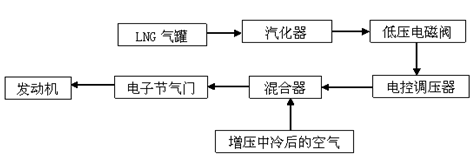 LNG 气罐
汽化器
低压电磁阀
发动机
电子节气门
混合器
电控调压器
增压中冷后的空气